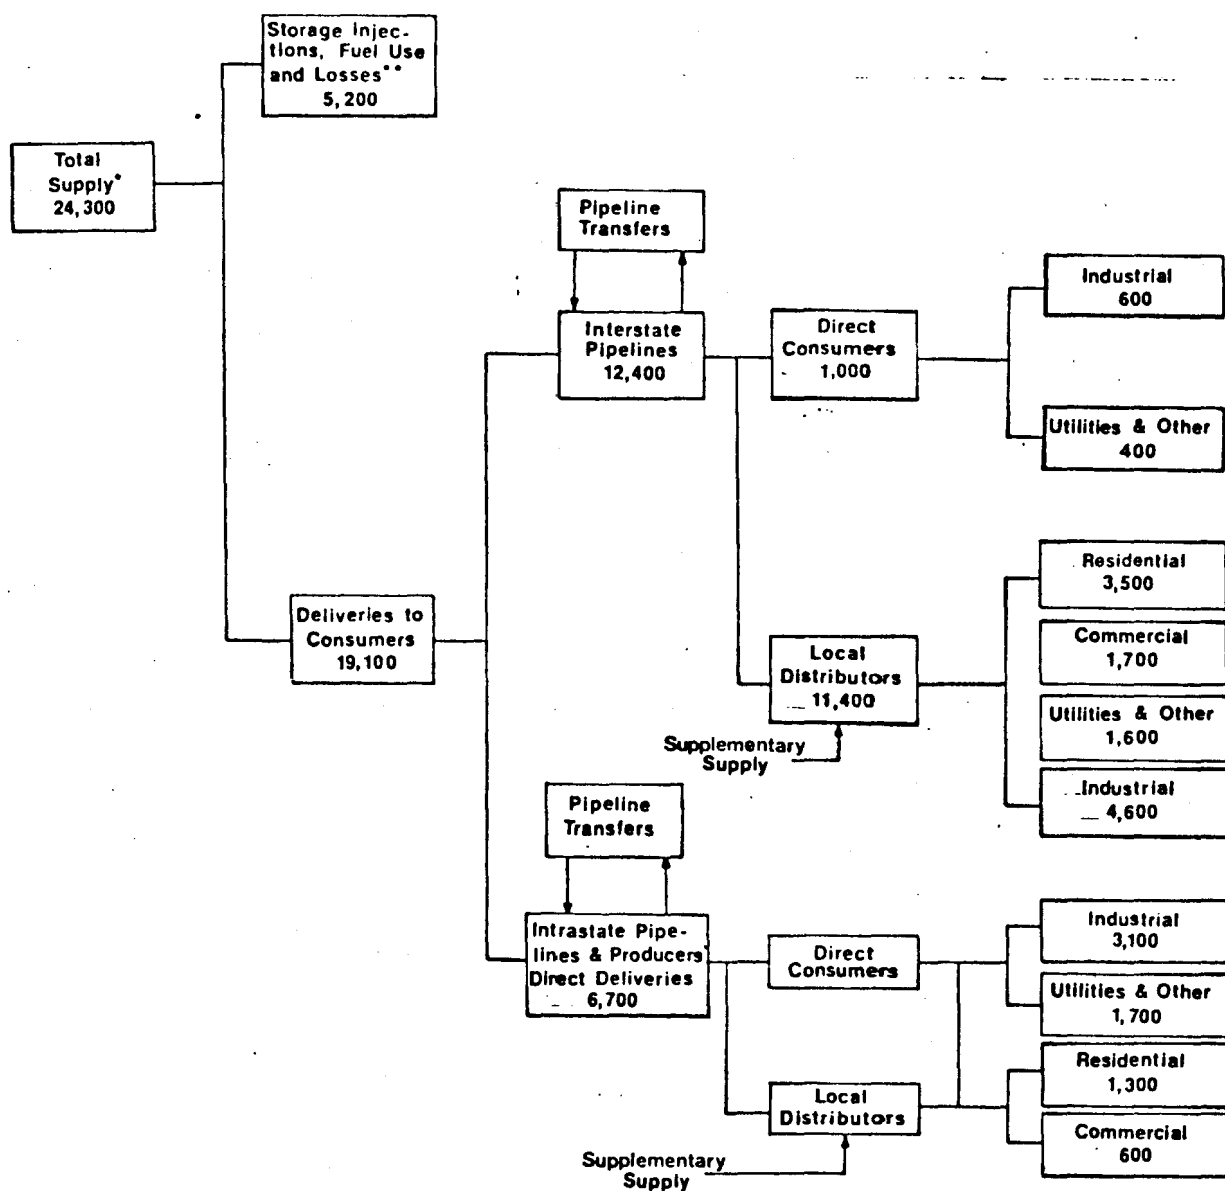 Storage Injec-
tions, Fuel Use
and Losses**
5,200
Total
Supply*
24,300
Pipeline
Transfers
Interstate
Pipelines
12,400
Direct
Consumers
1,000
Industrial
600
Utilities & Other
400
Deliveries to
Consumers
19,100
Local
Distributors
11,400
Supplementary
Supply
Residential
3,500
Commercial
1,700
Utilities & Other
1,600
Industrial
4,600
Pipeline
Transfers
Intrastate Pipe-
lines & Producers
Direct Deliveries
6,700
Direct
Consumers
Local
Distributors
Supplementary
Supply
Industrial
3,100
Utilities & Other
1,700
Residential
1,300
Commercial
600